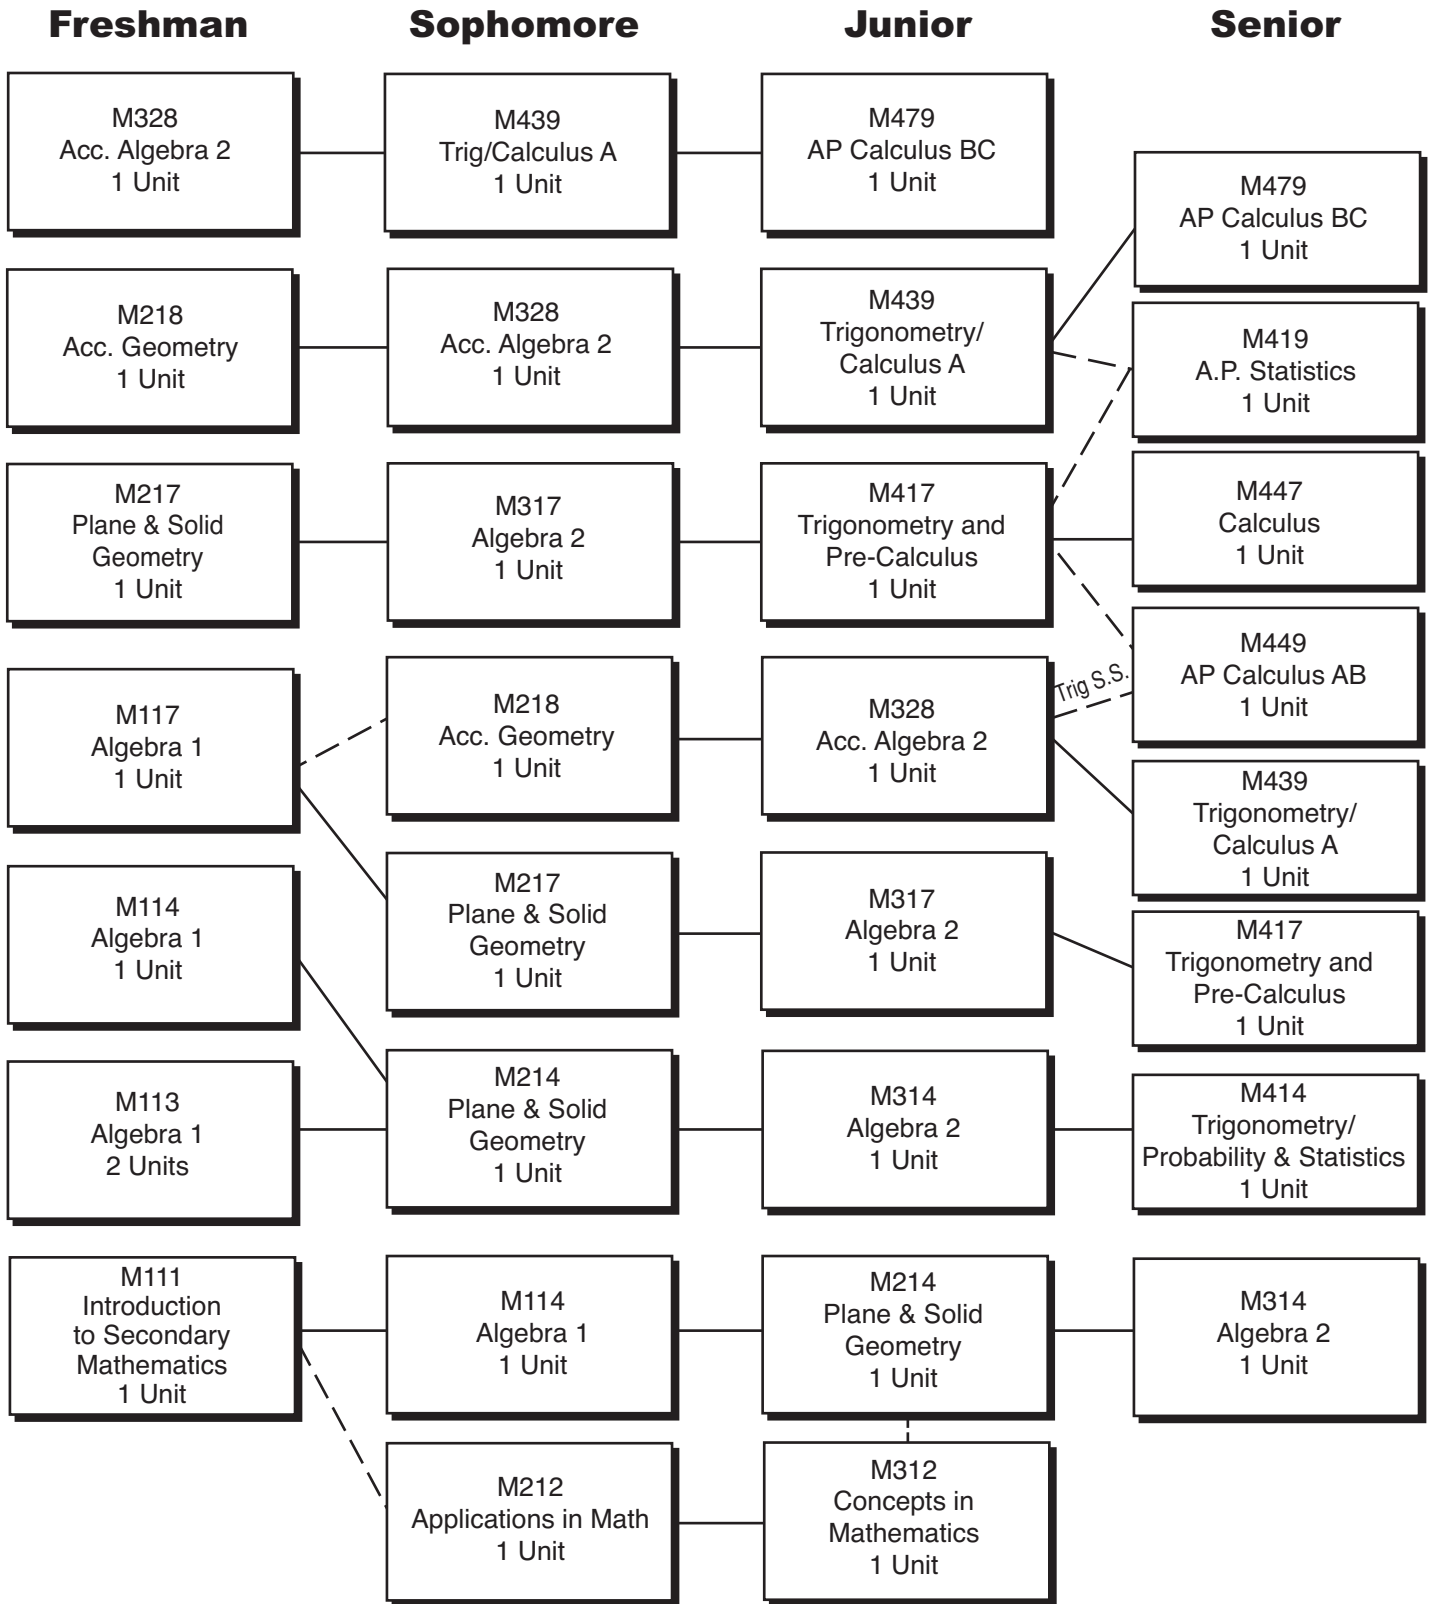 Freshman
Sophomore
Junior
Senior
M328
Acc. Algebra 2
1 Unit
M439
Trig/Calculus A
1 Unit
M479
AP Calculus BC
1 Unit
M479
AP Calculus BC
1 Unit
M218
Acc. Geometry
1 Unit
M328
Acc. Algebra 2
1 Unit
M439
Trigonometry/
Calculus A
1 Unit
M419
A.P. Statistics
1 Unit
M217
Plane & Solid
Geometry
1 Unit
M317
Algebra 2
1 Unit
M417
Trigonometry and
Pre-Calculus
1 Unit
M447
Calculus
1 Unit
M117
Algebra 1
1 Unit
M218
Acc. Geometry
1 Unit
M328
Acc. Algebra 2
1 Unit
Trig S.S.
M449
AP Calculus AB
1 Unit
M439
Trigonometry/
Calculus A
1 Unit
M114
Algebra 1
1 Unit
M217
Plane & Solid
Geometry
1 Unit
M317
Algebra 2
1 Unit
M417
Trigonometry and
Pre-Calculus
1 Unit
M113
Algebra 1
2 Units
M214
Plane & Solid
Geometry
1 Unit
M314
Algebra 2
1 Unit
M414
Trigonometry/
Probability & Statistics
1 Unit
M111
Introduction
to Secondary
Mathematics
1 Unit
M114
Algebra 1
1 Unit
M214
Plane & Solid
Geometry
1 Unit
M314
Algebra 2
1 Unit
M212
Applications in Math
1 Unit
M312
Concepts in
Mathematics
1 Unit